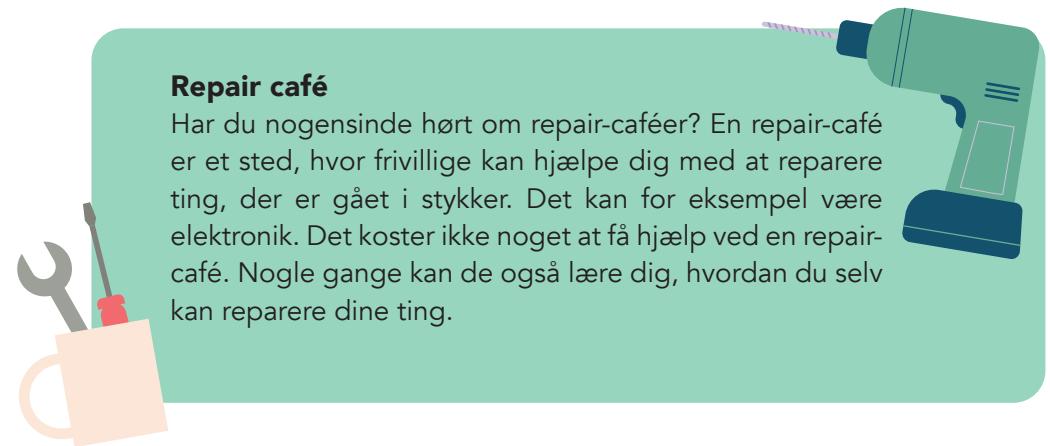 Repair café
Har du nogensinde hørt om repair-caféer? En repair-café
er et sted, hvor frivillige kan hjælpe dig med at reparere
ting, der er gået i stykker. Det kan for eksempel være
elektronik. Det koster ikke noget at få hjælp ved en repair-
café. Nogle gange kan de også lære dig, hvordan du selv
kan reparere dine ting.